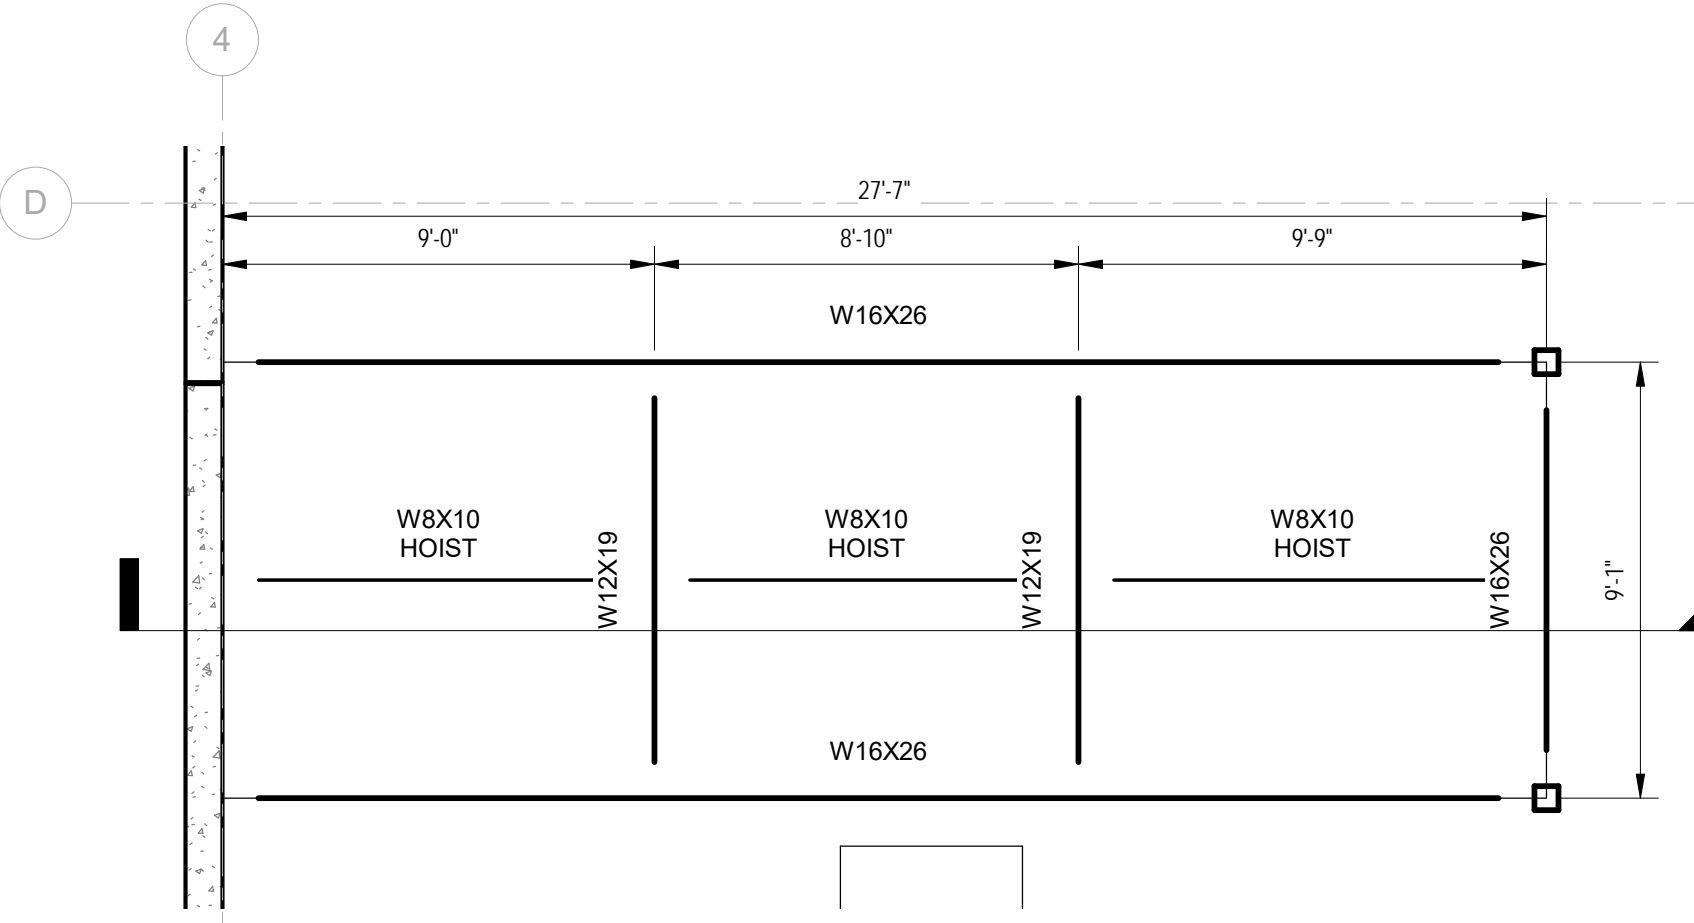 4
D
27'-7"
9'-0"
8'-10"
9'-9"
W16X26
W8X10
HOIST
W12X19
W8X10
HOIST
W12X19
W8X10
HOIST
W16X26
9'-1"
W16X26